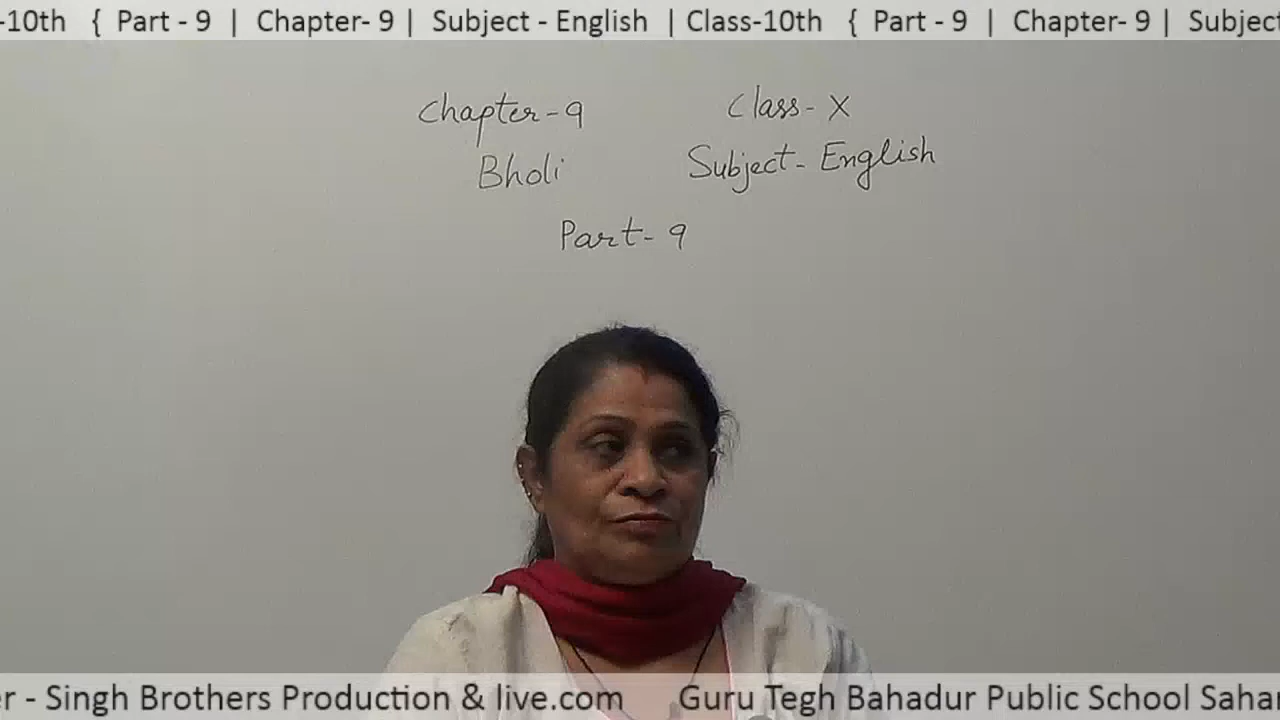 -10th { Part - 9 | Chapter- 9 | Subject - English | Class-10th { Part - 9 | Chapter- 9 | Subject
Chapter-9 Class-X
Bholi Subject-English
Part-9
er - Singh Brothers Production & live.com Guru Tegh Bahadur Public School Sahar